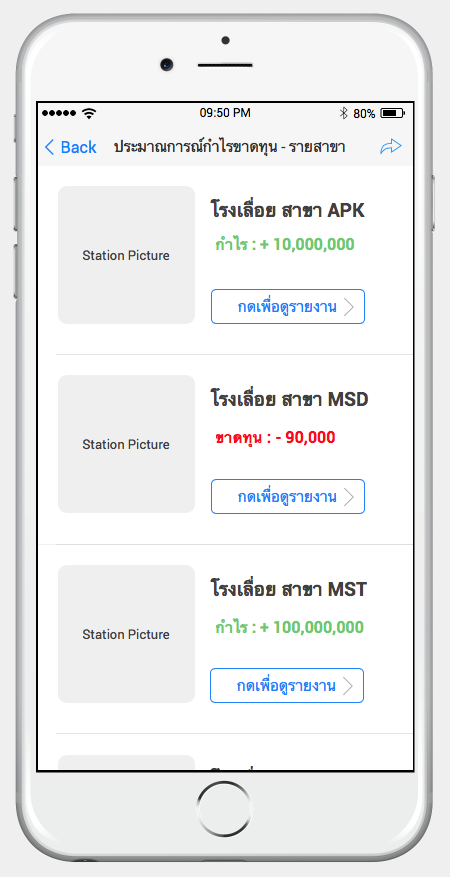 09:50 PM
80%
Back
ประมาณการณ์กำไรขาดทุน - รายสาขา
Station Picture
โรงเลื่อย สาขา APK
กำไร : + 10,000,000
กดเพื่อดูรายงาน
Station Picture
โรงเลื่อย สาขา MSD
ขาดทุน : - 90,000
กดเพื่อดูรายงาน
Station Picture
โรงเลื่อย สาขา MST
กำไร : + 100,000,000
กดเพื่อดูรายงาน